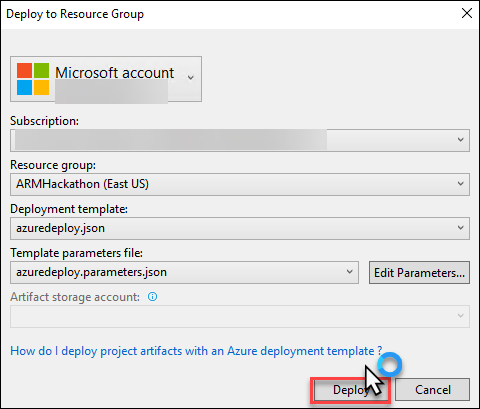 Deploy to Resource Group
Microsoft account
Subscription:
Resource group:
ARMHackathon (East US)
Deployment template:
azuredeploy.json
Template parameters file:
azuredeploy.parameters.json
Edit Parameters...
Artifact storage account:
How do I deploy project artifacts with an Azure deployment template ?
Deploy
Cancel